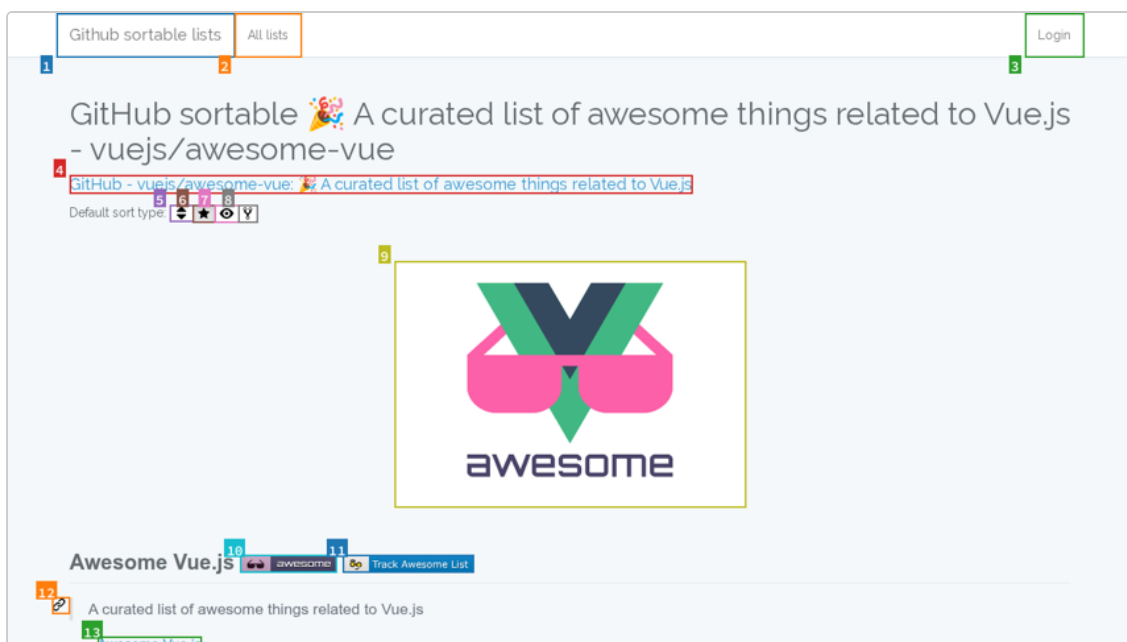 Github sortable lists
All lists
Login
1
2
3
GitHub sortable 🎉 A curated list of awesome things related to Vue.js
- vuejs/awesome-vue
4
GitHub - vuejs/awesome-vue: 🎉 A curated list of awesome things related to Vue.js
5
6
7
8
Default sort type:
9
awesome
10
11
Awesome Vue.js
awesome
Track Awesome List
12
A curated list of awesome things related to Vue.js
13
Awesome Vue.js